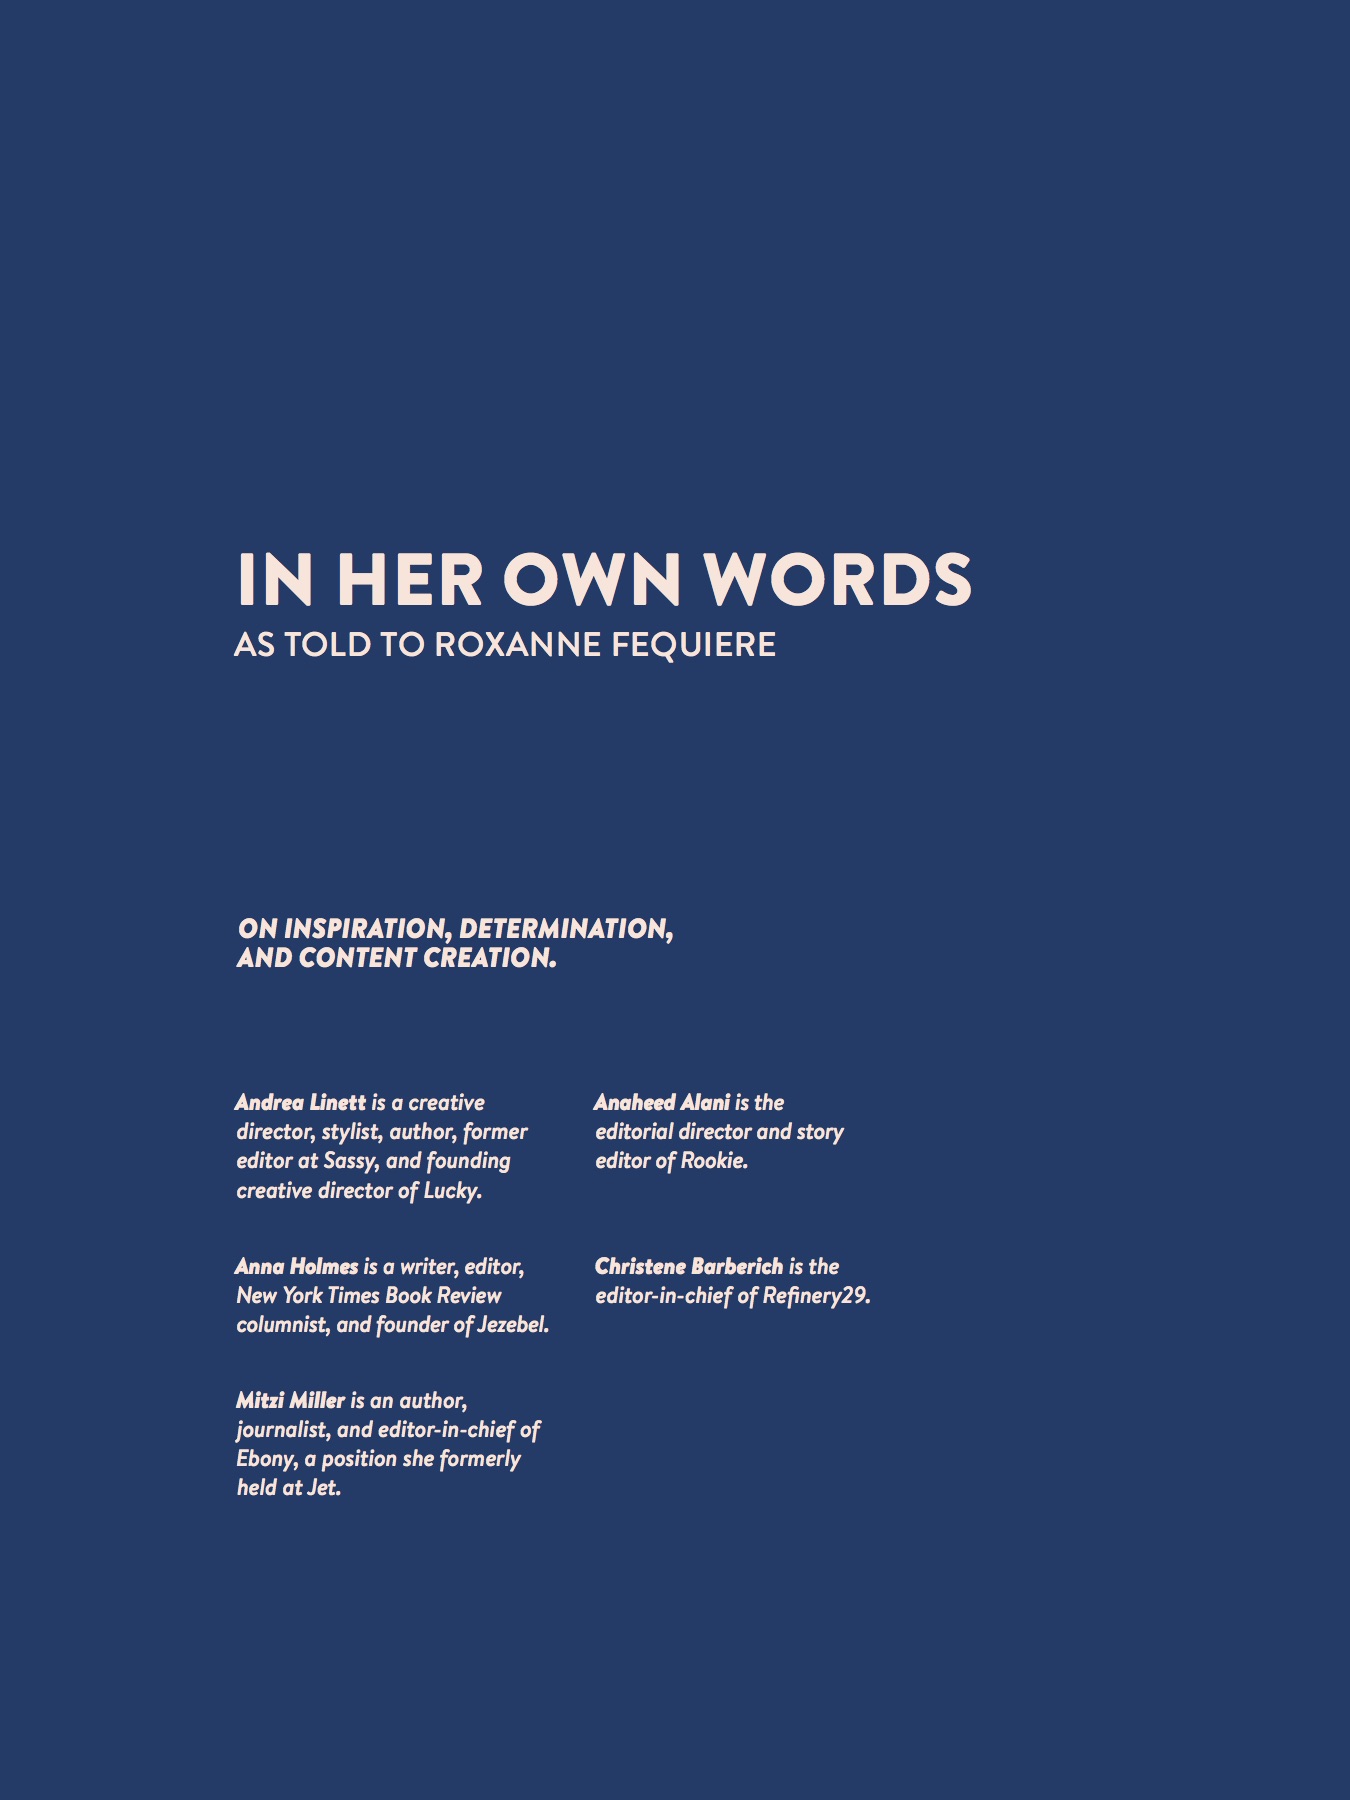 IN HER OWN WORDS
AS TOLD TO ROXANNE FEQUIERE
ON INSPIRATION, DETERMINATION,
AND CONTENT CREATION.
Andrea Linett is a creative
director, stylist, author, former
editor at Sassy, and founding
creative director of Lucky.
Anna Holmes is a writer, editor,
New York Times Book Review
columnist, and founder of Jezebel.
Mitzi Miller is an author,
journalist, and editor-in-chief of
Ebony, a position she formerly
held at Jet.
Anaheed Alani is the
editorial director and story
editor of Rookie.
Christene Barberich is the
editor-in-chief of Refinery29.